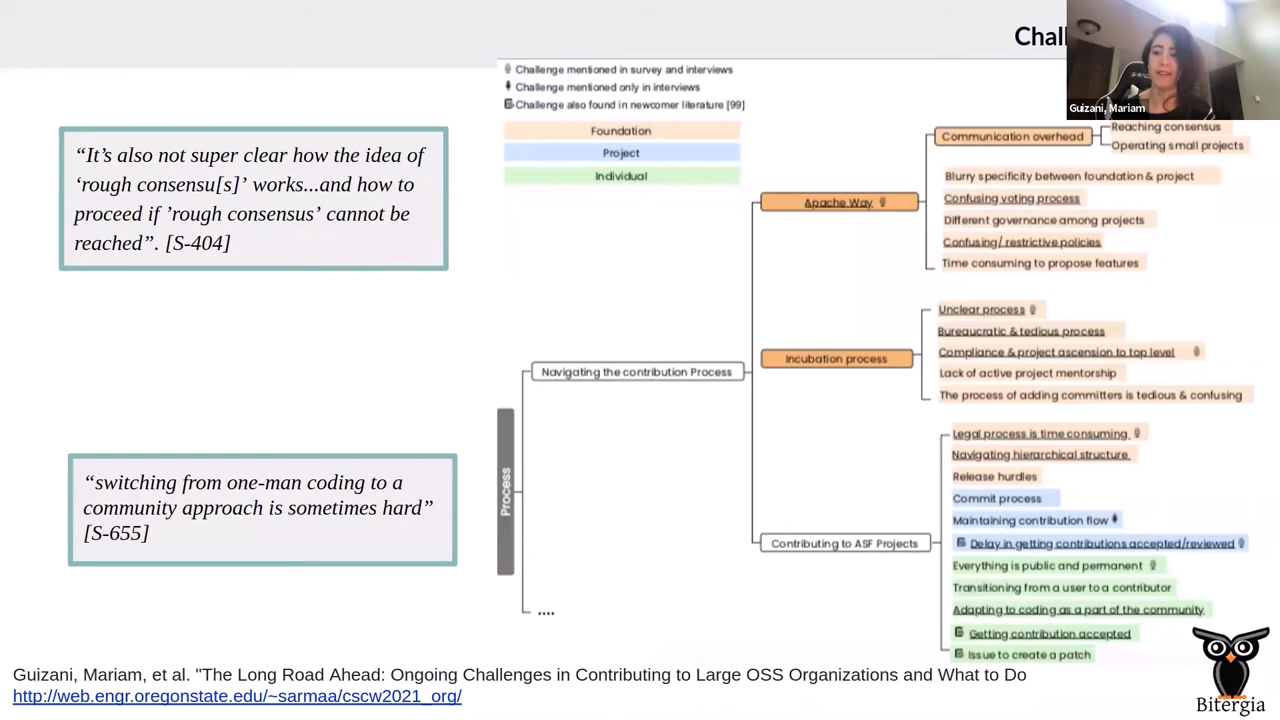 Chall
Guizani, Mariam
Challenge mentioned in survey and interviews
Challenge mentioned only in interviews
Challenge also found in newcomer literature [99]
Foundation
Project
Individual
“It’s also not super clear how the idea of
‘rough consensu[s]’ works...and how to
proceed if ’rough consensus’ cannot be
reached”. [S-404]
“switching from one-man coding to a
community approach is sometimes hard”
[S-655]
Process
Navigating the contribution Process
....
Apache Way
Communication overhead
Reaching consensus
Operating small projects
Blurry specificity between foundation & project
Confusing voting process
Different governance among projects
Confusing/ restrictive policies
Time consuming to propose features
Incubation process
Unclear process
Bureaucratic & tedious process
Compliance & project ascension to top level
Lack of active project mentorship
The process of adding committers is tedious & confusing
Contributing to ASF Projects
Legal process is time consuming
Navigating hierarchical structure
Release hurdles
Commit process
Maintaining contribution flow
Delay in getting contributions accepted/reviewed
Everything is public and permanent
Transitioning from a user to a contributor
Adapting to coding as a part of the community
Getting contribution accepted
Issue to create a patch
Guizani, Mariam, et al. "The Long Road Ahead: Ongoing Challenges in Contributing to Large OSS Organizations and What to Do
http://web.engr.oregonstate.edu/~sarmaa/cscw2021_org/
Bitergia